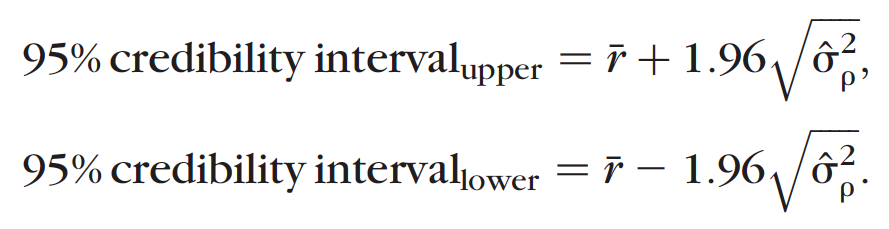 95% credibility interval_upper = r̄ + 1.96√σ̂²_ρ,
95% credibility interval_lower = r̄ − 1.96√σ̂²_ρ.